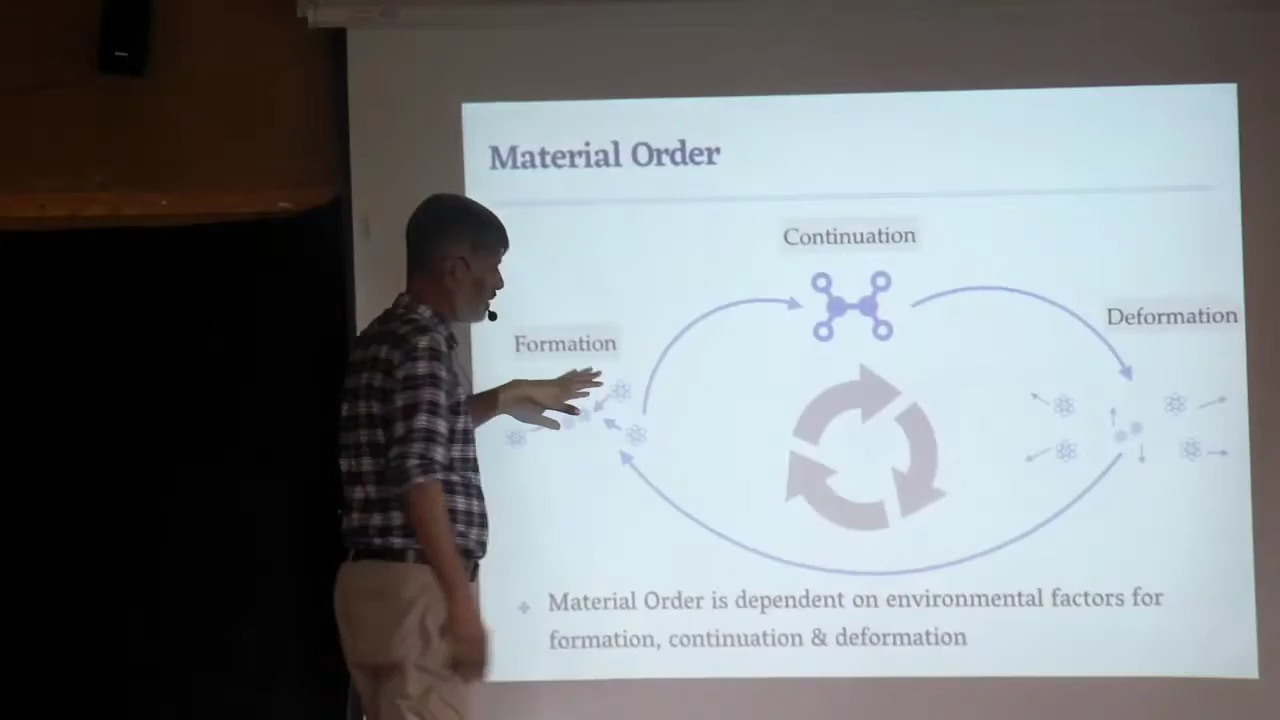 Material Order
Continuation
Deformation
Formation
Material Order is dependent on environmental factors for
formation, continuation & deformation